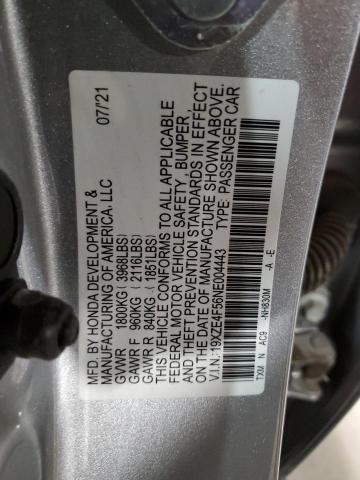 MFD. BY HONDA DEVELOPMENT & 07/21
MANUFACTURING OF AMERICA, LLC
GVWR 1800KG (3968LBS)
GAWR F 960KG (2116LBS)
GAWR R 840KG (1851LBS)
THIS VEHICLE CONFORMS TO ALL APPLICABLE
FEDERAL MOTOR VEHICLE SAFETY, BUMPER,
AND THEFT PREVENTION STANDARDS IN EFFECT
ON THE DATE OF MANUFACTURE SHOWN ABOVE.
V.I.N.:19XZE4F56NE004443 TYPE: PASSENGER CAR
TXM N AC9 -NH830M -A -E